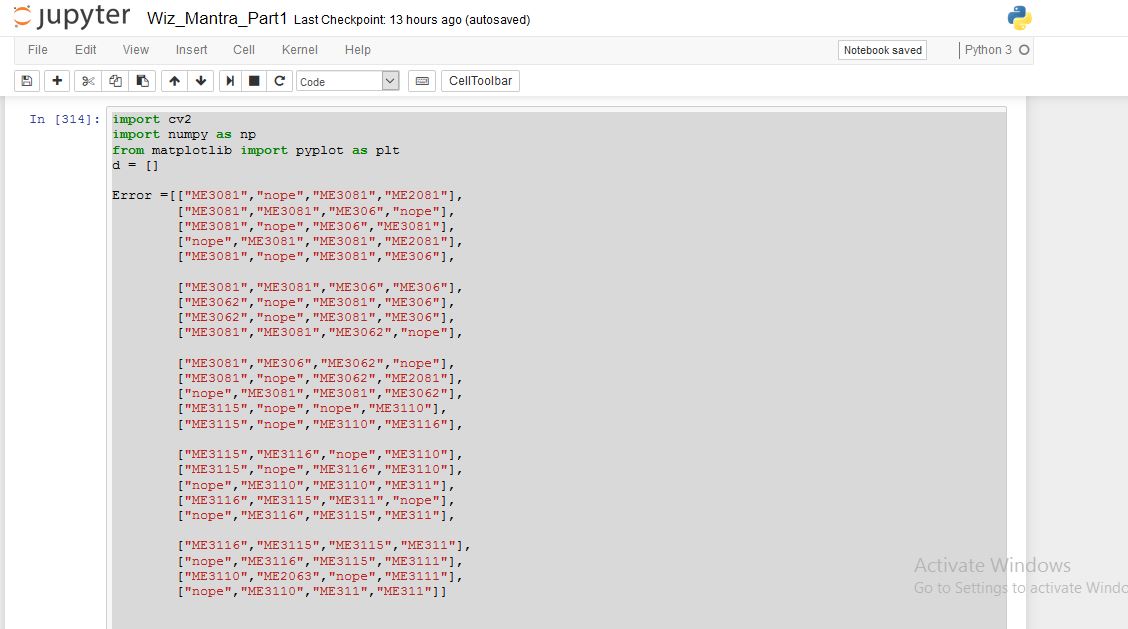 jupyter Wiz_Mantra_Part1 Last Checkpoint: 13 hours ago (autosaved)
File Edit View Insert Cell Kernel Help Notebook saved Python 3
Code CellToolbar
In [314]: import cv2
import numpy as np
from matplotlib import pyplot as plt
d = []
Error =[["ME3081","nope","ME3081","ME2081"],
["ME3081","ME3081","ME306","nope"],
["ME3081","nope","ME306","ME3081"],
["nope","ME3081","ME3081","ME2081"],
["ME3081","nope","ME3081","ME306"],
["ME3081","ME3081","ME306","ME306"],
["ME3062","nope","ME3081","ME306"],
["ME3062","nope","ME3081","ME306"],
["ME3081","ME3081","ME3062","nope"],
["ME3081","ME306","ME3062","nope"],
["ME3081","nope","ME3062","ME2081"],
["nope","ME3081","ME3081","ME3062"],
["ME3115","nope","nope","ME3110"],
["ME3115","nope","ME3110","ME3116"],
["ME3115","ME3116","nope","ME3110"],
["ME3115","nope","ME3116","ME3110"],
["nope","ME3110","ME3110","ME311"],
["ME3116","ME3115","ME311","nope"],
["nope","ME3116","ME3115","ME311"],
["ME3116","ME3115","ME3115","ME311"],
["nope","ME3116","ME3115","ME3111"],
["ME3110","ME2063","nope","ME3111"],
["nope","ME3110","ME311","ME311"]]
Activate Windows
Go to Settings to activate Windo